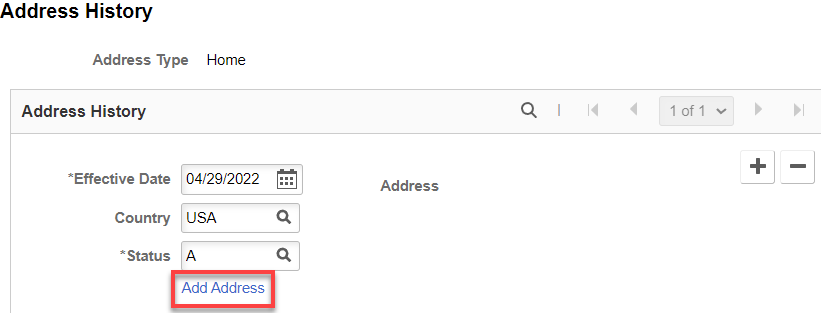 Address History
Address Type Home
Address History 1 of 1
*Effective Date 04/29/2022 Address
Country USA
*Status A
Add Address